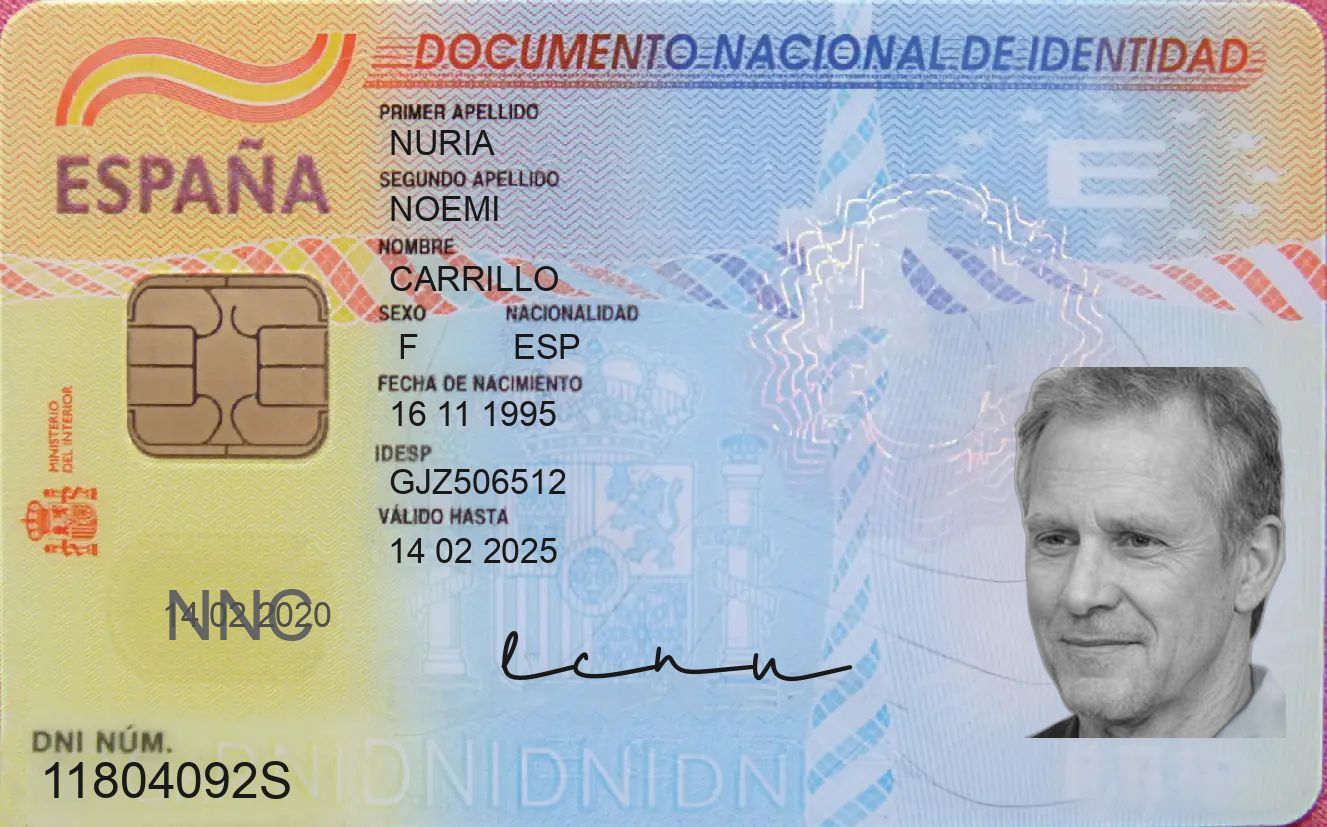 DOCUMENTO NACIONAL DE IDENTIDAD
ESPAÑA
PRIMER APELLIDO
NURIA
SEGUNDO APELLIDO
NOEMI
NOMBRE
CARRILLO
SEXO NACIONALIDAD
F ESP
FECHA DE NACIMIENTO
16 11 1995
IDESP
GJZ506512
VÁLIDO HASTA
14 02 2025
MINISTERIO
DEL INTERIOR
E
NNC
14 02 2020
DNI NÚM.
11804092S
DNIDNIDNIDNI